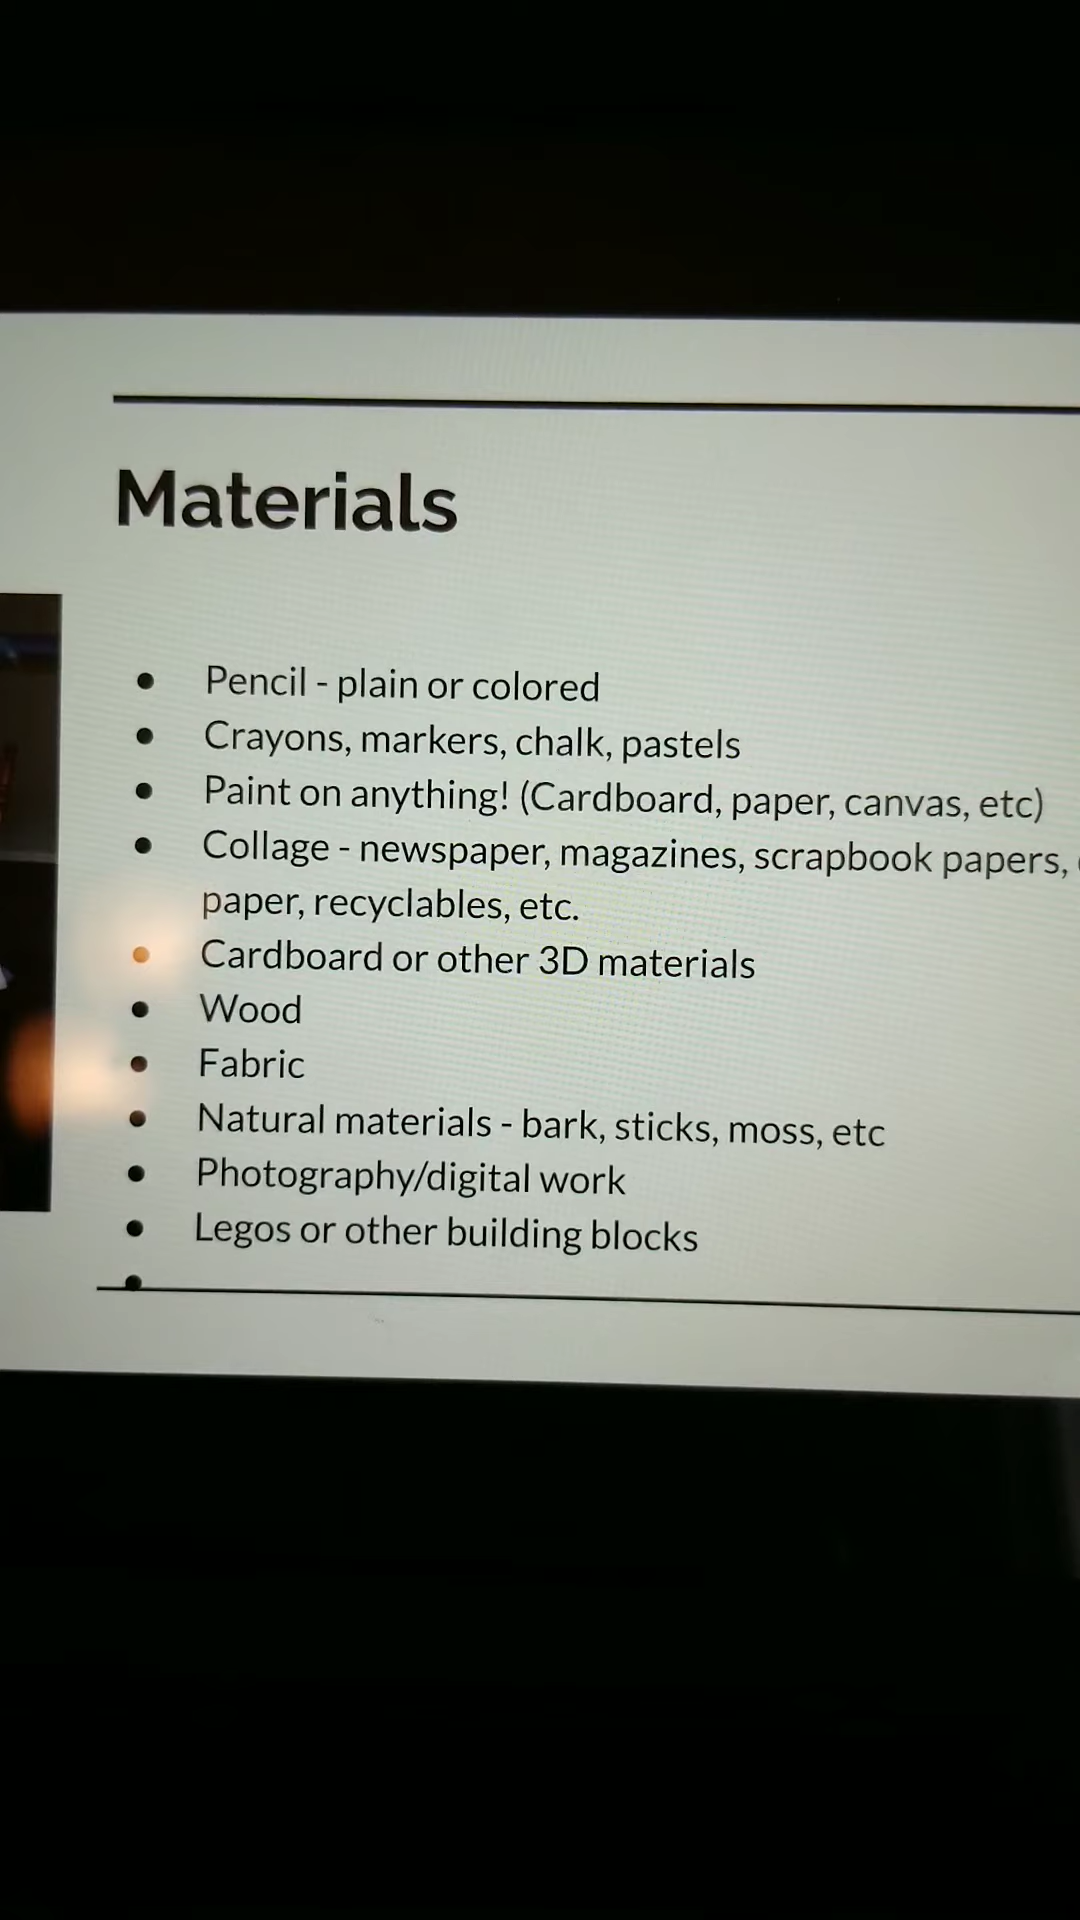 Materials
● Pencil - plain or colored
● Crayons, markers, chalk, pastels
● Paint on anything! (Cardboard, paper, canvas, etc)
● Collage - newspaper, magazines, scrapbook papers,
paper, recyclables, etc.
● Cardboard or other 3D materials
● Wood
● Fabric
● Natural materials - bark, sticks, moss, etc
● Photography/digital work
● Legos or other building blocks
●